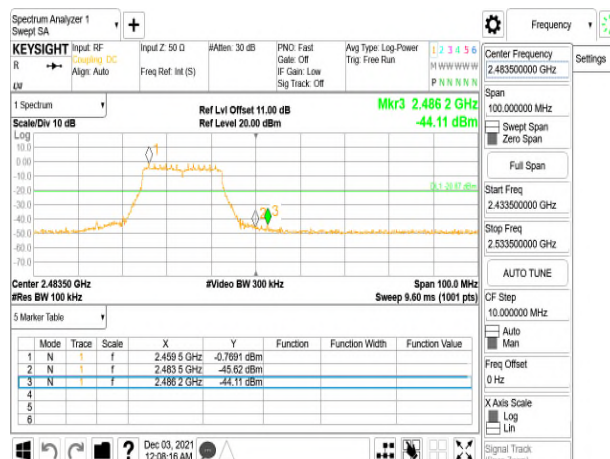 Spectrum Analyzer 1
Swept SA
Frequency
KEYSIGHT
Input: RF
Coupling: DC
Align: Auto
Input Z: 50 Ω
Freq Ref: Int (S)
#Atten: 30 dB
PNO: Fast
Gate: Off
IF Gain: Low
Sig Track: Off
Avg Type: Log-Power
Trig: Free Run
1 2 3 4 5 6
M W W W W W
P N N N N N
R
LXI
Center Frequency
2.483500000 GHz
Settings
Span
100.000000 MHz
Swept Span
Zero Span
Full Span
Start Freq
2.433500000 GHz
Stop Freq
2.533500000 GHz
AUTO TUNE
CF Step
10.000000 MHz
Auto
Man
Freq Offset
0 Hz
X Axis Scale
Log
Lin
Signal Track
1 Spectrum
Scale/Div 10 dB
Ref Lvl Offset 11.00 dB
Ref Level 20.00 dBm
Mkr3 2.486 2 GHz
-44.11 dBm
Log
10.0
0.00
-10.0
-20.0
-30.0
-40.0
-50.0
-60.0
-70.0
1
2
3
DL1 -20.87 dBm
Center 2.48350 GHz
#Video BW 300 kHz
Span 100.0 MHz
#Res BW 100 kHz
Sweep 9.60 ms (1001 pts)
5 Marker Table
Mode Trace Scale X Y Function Function Width Function Value
1 N 1 f 2.459 5 GHz -0.7691 dBm
2 N 1 f 2.483 5 GHz -45.62 dBm
3 N 1 f 2.486 2 GHz -44.11 dBm
4
5
6
?
Dec 03, 2021
12:08:16 AM